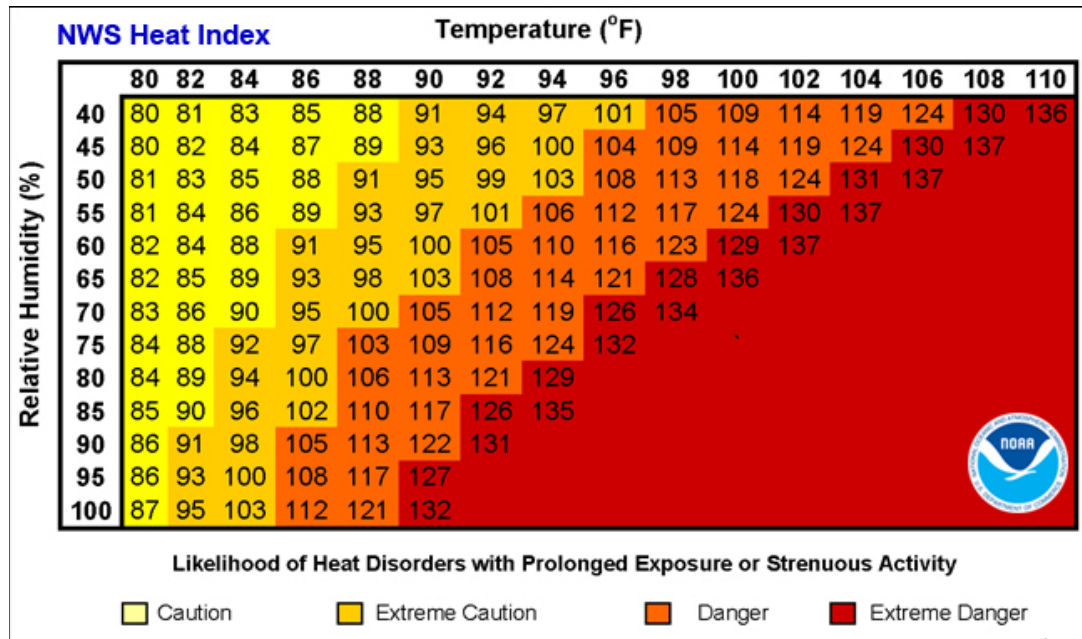 NWS Heat Index
Temperature (°F)
80 82 84 86 88 90 92 94 96 98 100 102 104 106 108 110
Relative Humidity (%)
40 80 81 83 85 88 91 94 97 101 105 109 114 119 124 130 136
45 80 82 84 87 89 93 96 100 104 109 114 119 124 130 137
50 81 83 85 88 91 95 99 103 108 113 118 124 131 137
55 81 84 86 89 93 97 101 106 112 117 124 130 137
60 82 84 88 91 95 100 105 110 116 123 129 137
65 82 85 89 93 98 103 108 114 121 128 136
70 83 86 90 95 100 105 112 119 126 134
75 84 88 92 97 103 109 116 124 132
80 84 89 94 100 106 113 121 129
85 85 90 96 102 110 117 126 135
90 86 91 98 105 113 122 131
95 86 93 100 108 117 127
100 87 95 103 112 121 132
NOAA
Likelihood of Heat Disorders with Prolonged Exposure or Strenuous Activity
Caution
Extreme Caution
Danger
Extreme Danger